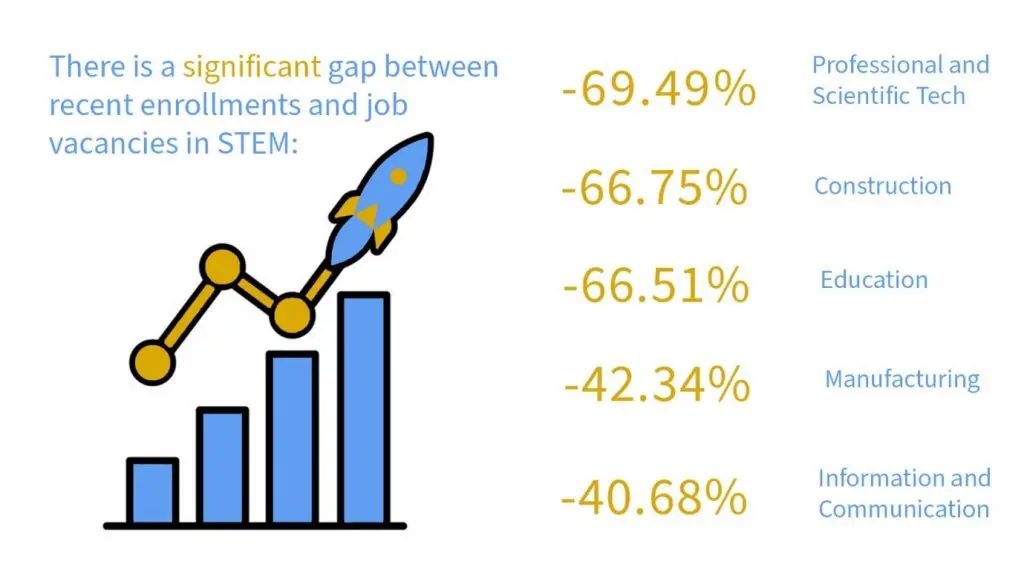 There is a significant gap between
recent enrollments and job
vacancies in STEM:
-69.49%
Professional and
Scientific Tech
-66.75%
Construction
-66.51%
Education
-42.34%
Manufacturing
-40.68%
Information and
Communication